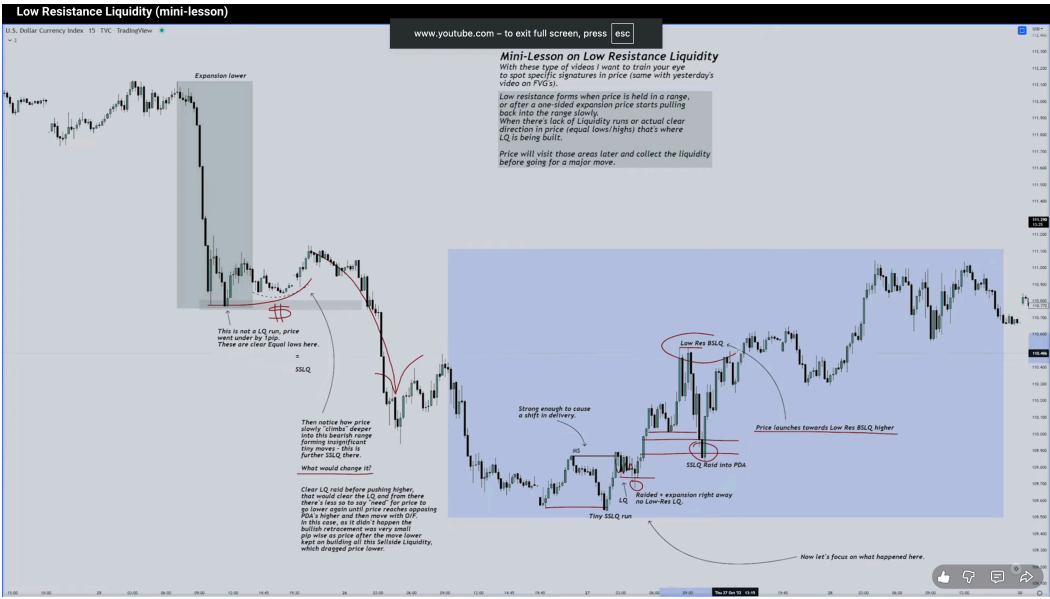 Low Resistance Liquidity (mini-lesson)
U.S. Dollar Currency Index 15 TVC TradingView
www.youtube.com – to exit full screen, press esc
Mini-Lesson on Low Resistance Liquidity
With these type of videos I want to train your eye
to spot specific signatures in price (same with yesterday's
video on FVG's).
Low resistance forms when price is held in a range,
or after a one-sided expansion price starts pulling
back into the range slowly.
When there's lack of Liquidity runs or actual clear
direction in price (equal lows/highs) that's where
LQ is being built.
Price will visit those areas later and collect the liquidity
before going for a major move.
Expansion lower
$
This is not a LQ run, price
went under by 1pip.
These are clear Equal lows here.
=
SSLQ
Then notice how price
slowly "climbs" deeper
into this bearish range
forming insignificant
tiny moves - this is
further SSLQ there.
What would change it?
Clear LQ raid before pushing higher,
that would clear the LQ and from there
there's less so to say "need" for price to
go lower again until price reaches opposing
PDA's higher and then move with O/F.
In this case, as it didn't happen the
bullish retracement was very small
pip wise as price after the move lower
kept on building all this Sellside Liquidity,
which dragged price lower.
Low Res BSLQ
Strong enough to cause
a shift in delivery.
MS
Price launches towards Low Res BSLQ higher
SSLQ Raid into PDA
LQ
Raided + expansion right away
no Low-Res LQ.
Tiny SSLQ run
Now let's focus on what happened here.
Thu 27 Oct '22 13:15